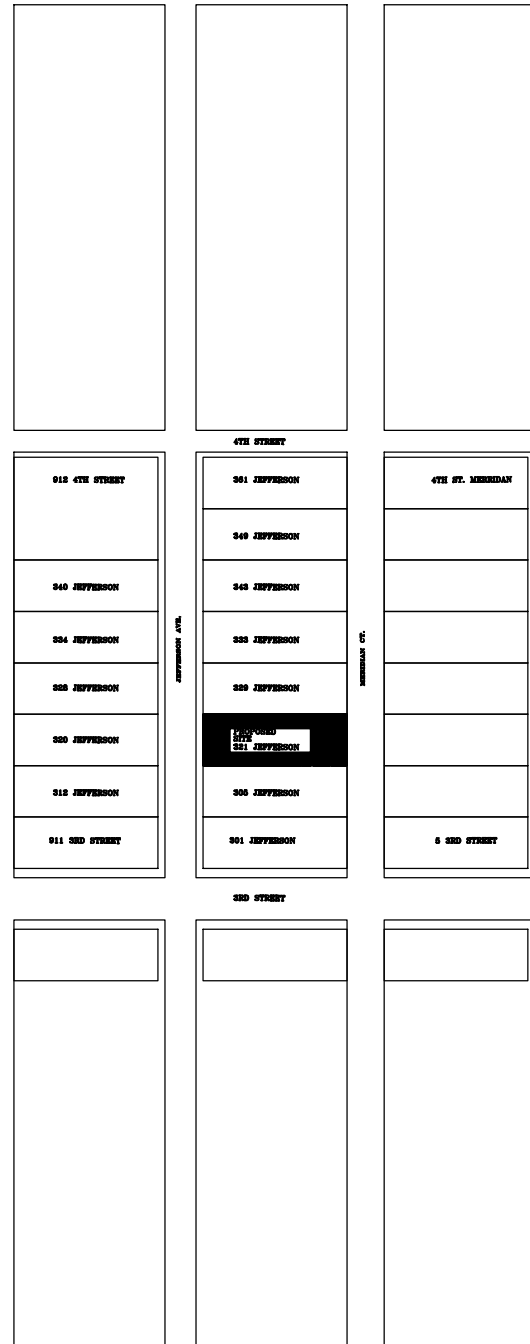 4TH STREET
912 4TH STREET
361 JEFFERSON
4TH ST. MERRIDAN
349 JEFFERSON
340 JEFFERSON
343 JEFFERSON
334 JEFFERSON
JEFFERSON AVE.
333 JEFFERSON
MERIDIAN CT.
328 JEFFERSON
329 JEFFERSON
320 JEFFERSON
PROPOSED
SITE
321 JEFFERSON
312 JEFFERSON
305 JEFFERSON
911 3RD STREET
301 JEFFERSON
5 3RD STREET
3RD STREET